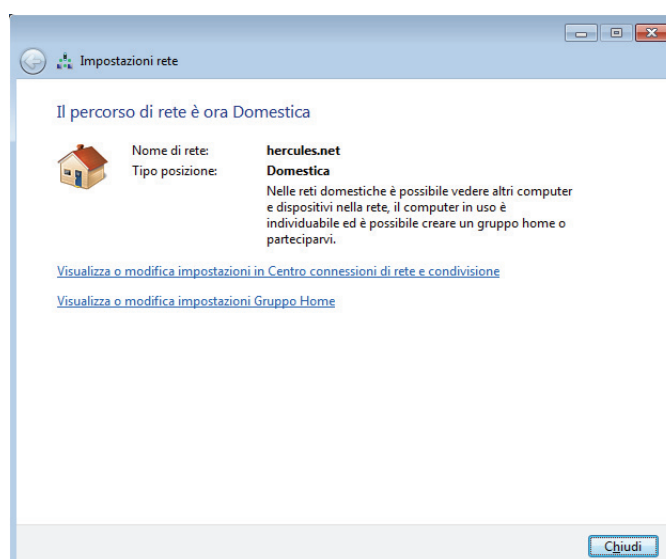 Impostazioni rete
Il percorso di rete è ora Domestica
Nome di rete: hercules.net
Tipo posizione: Domestica
Nelle reti domestiche è possibile vedere altri computer
e dispositivi nella rete, il computer in uso è
individuabile ed è possibile creare un gruppo home o
parteciparvi.
Visualizza o modifica impostazioni in Centro connessioni di rete e condivisione
Visualizza o modifica impostazioni Gruppo Home
Chiudi